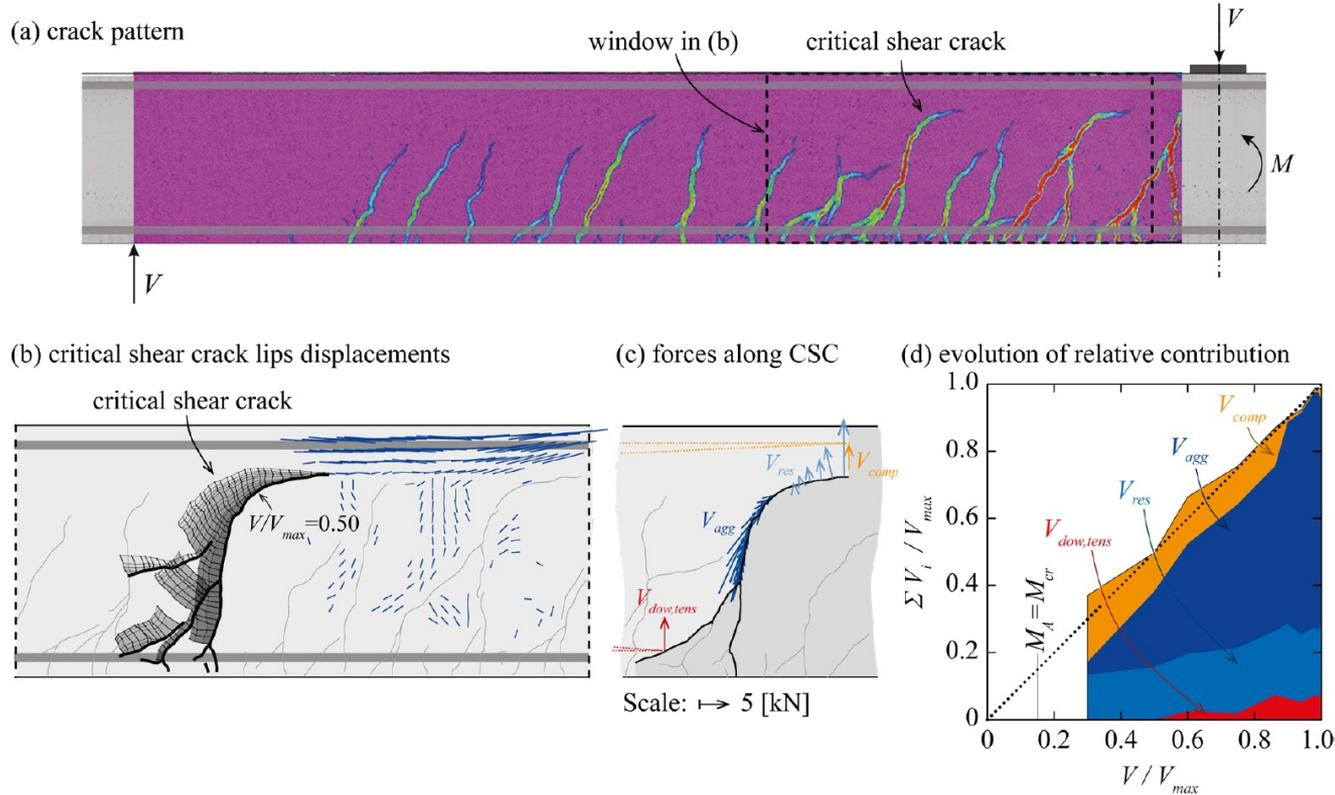 (a) crack pattern
window in (b)
critical shear crack
V
M
V
(b) critical shear crack lips displacements
critical shear crack
V/Vmax=0.50
(c) forces along CSC
Vres
Vcomp
Vagg
Vdow,tens
Scale: ↦ 5 [kN]
(d) evolution of relative contribution
Σ Vi / Vmax
1.0
0.8
0.6
0.4
0.2
0
Vcomp
Vagg
Vres
Vdow,tens
MA = Mcr
0 0.2 0.4 0.6 0.8 1.0
V / Vmax